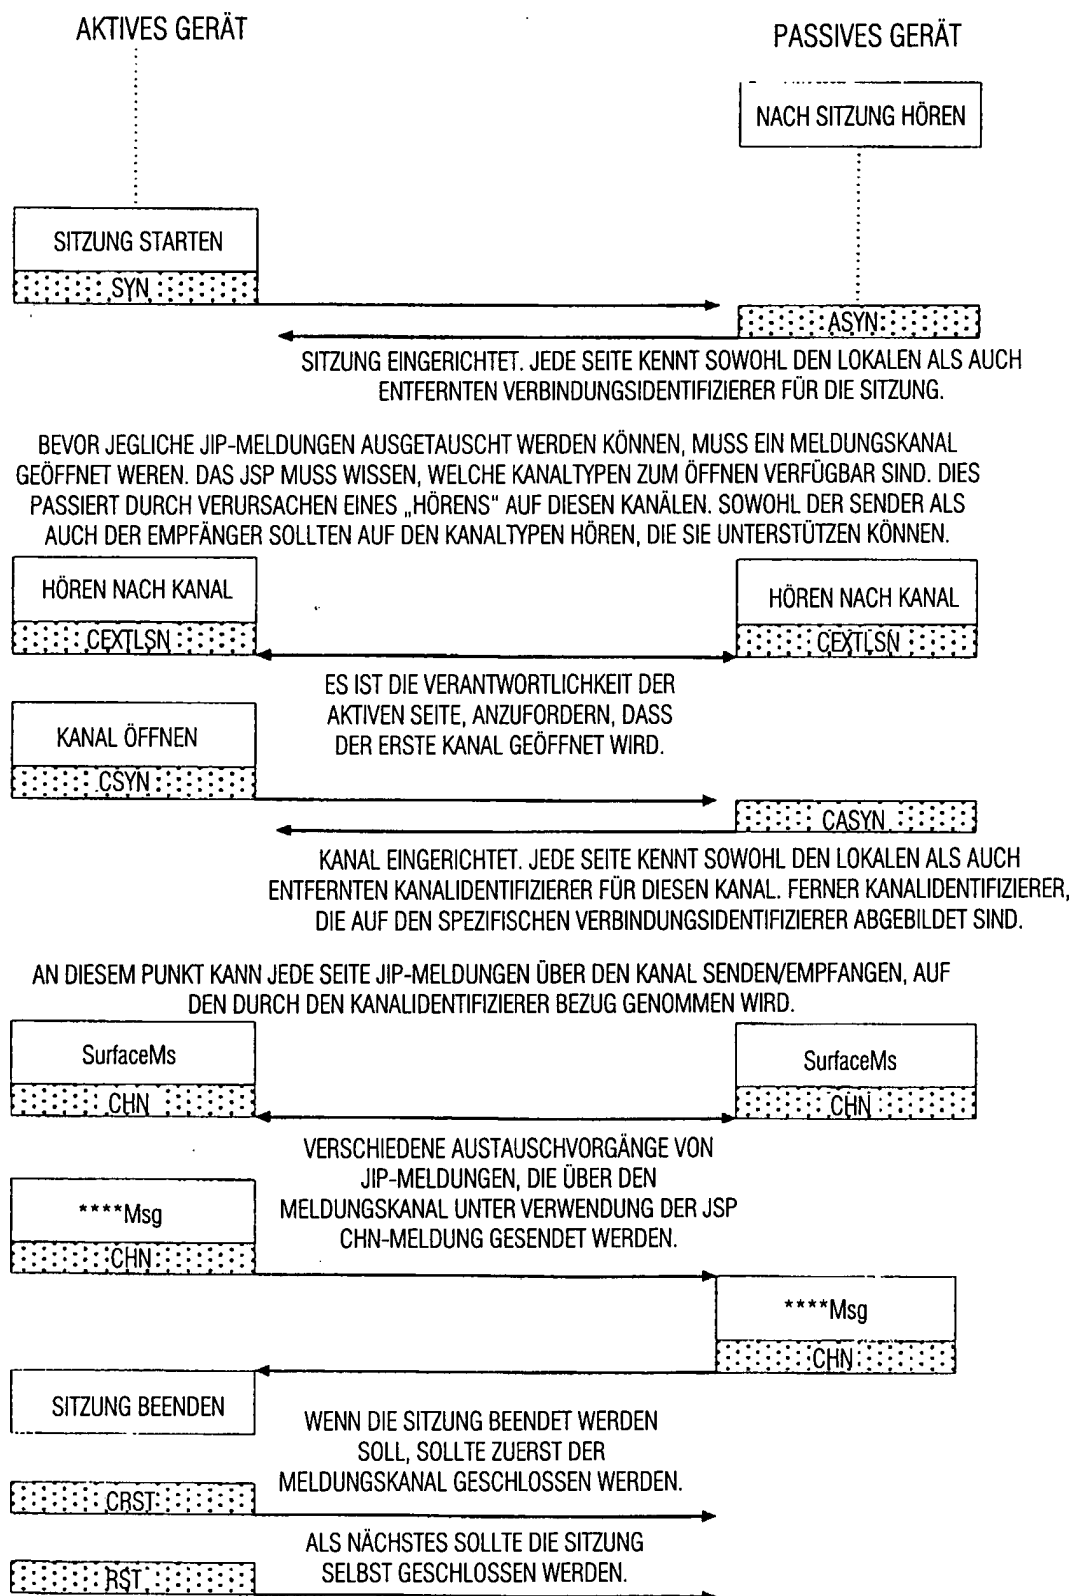 AKTIVES GERÄT
PASSIVES GERÄT
NACH SITZUNG HÖREN
SITZUNG STARTEN
SYN
ASYN
SITZUNG EINGERICHTET. JEDE SEITE KENNT SOWOHL DEN LOKALEN ALS AUCH
ENTFERNTEN VERBINDUNGSIDENTIFIZIERER FÜR DIE SITZUNG.
BEVOR JEGLICHE JIP-MELDUNGEN AUSGETAUSCHT WERDEN KÖNNEN, MUSS EIN MELDUNGSKANAL
GEÖFFNET WEREN. DAS JSP MUSS WISSEN, WELCHE KANALTYPEN ZUM ÖFFNEN VERFÜGBAR SIND. DIES
PASSIERT DURCH VERURSACHEN EINES „HÖRENS" AUF DIESEN KANÄLEN. SOWOHL DER SENDER ALS
AUCH DER EMPFÄNGER SOLLTEN AUF DEN KANALTYPEN HÖREN, DIE SIE UNTERSTÜTZEN KÖNNEN.
HÖREN NACH KANAL
HÖREN NACH KANAL
CEXTLSN
CEXTLSN
ES IST DIE VERANTWORTLICHKEIT DER
AKTIVEN SEITE, ANZUFORDERN, DASS
DER ERSTE KANAL GEÖFFNET WIRD.
KANAL ÖFFNEN
CSYN
CASYN
KANAL EINGERICHTET. JEDE SEITE KENNT SOWOHL DEN LOKALEN ALS AUCH
ENTFERNTEN KANALIDENTIFIZIERER FÜR DIESEN KANAL. FERNER KANALIDENTIFIZIERER,
DIE AUF DEN SPEZIFISCHEN VERBINDUNGSIDENTIFIZIERER ABGEBILDET SIND.
AN DIESEM PUNKT KANN JEDE SEITE JIP-MELDUNGEN ÜBER DEN KANAL SENDEN/EMPFANGEN, AUF
DEN DURCH DEN KANALIDENTIFIZIERER BEZUG GENOMMEN WIRD.
SurfaceMs
SurfaceMs
CHN
CHN
VERSCHIEDENE AUSTAUSCHVORGÄNGE VON
JIP-MELDUNGEN, DIE ÜBER DEN
MELDUNGSKANAL UNTER VERWENDUNG DER JSP
CHN-MELDUNG GESENDET WERDEN.
****Msg
CHN
****Msg
CHN
SITZUNG BEENDEN
WENN DIE SITZUNG BEENDET WERDEN
SOLL, SOLLTE ZUERST DER
MELDUNGSKANAL GESCHLOSSEN WERDEN.
CRST
ALS NÄCHSTES SOLLTE DIE SITZUNG
SELBST GESCHLOSSEN WERDEN.
RST